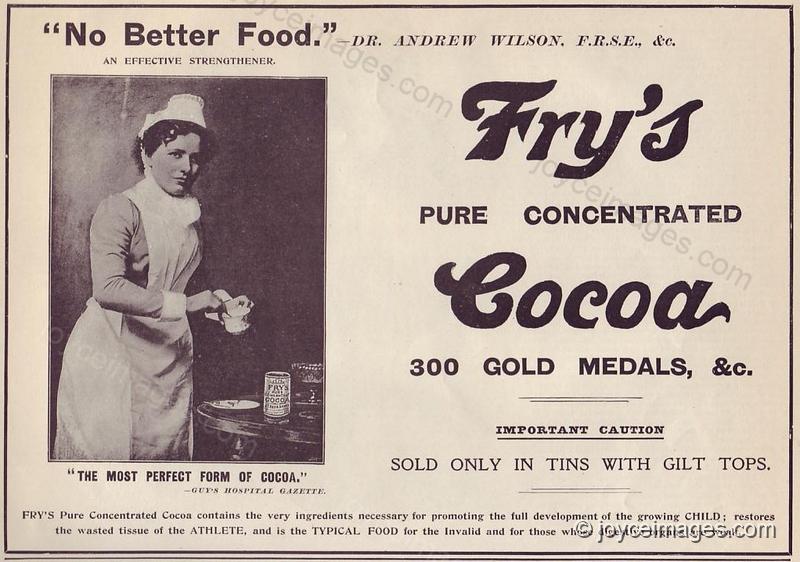 "No Better Food."—DR. ANDREW WILSON, F.R.S.E., &c.
AN EFFECTIVE STRENGTHENER.
Fry's
PURE CONCENTRATED
Cocoa
300 GOLD MEDALS, &c.
IMPORTANT CAUTION
SOLD ONLY IN TINS WITH GILT TOPS.
FRY'S
COCOA
"THE MOST PERFECT FORM OF COCOA."
—GUY'S HOSPITAL GAZETTE.
FRY'S Pure Concentrated Cocoa contains the very ingredients necessary for promoting the full development of the growing CHILD; restores
the wasted tissue of the ATHLETE, and is the TYPICAL FOOD for the Invalid and for those
© joyceimages.com